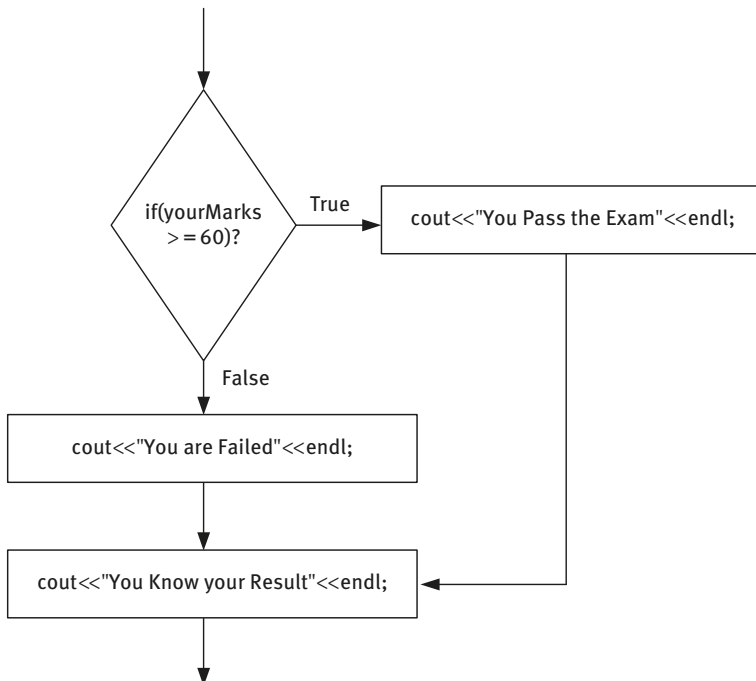 if(yourMarks
>=60)?
True
cout<<"You Pass the Exam"<<endl;
False
cout<<"You are Failed"<<endl;
cout<<"You Know your Result"<<endl;